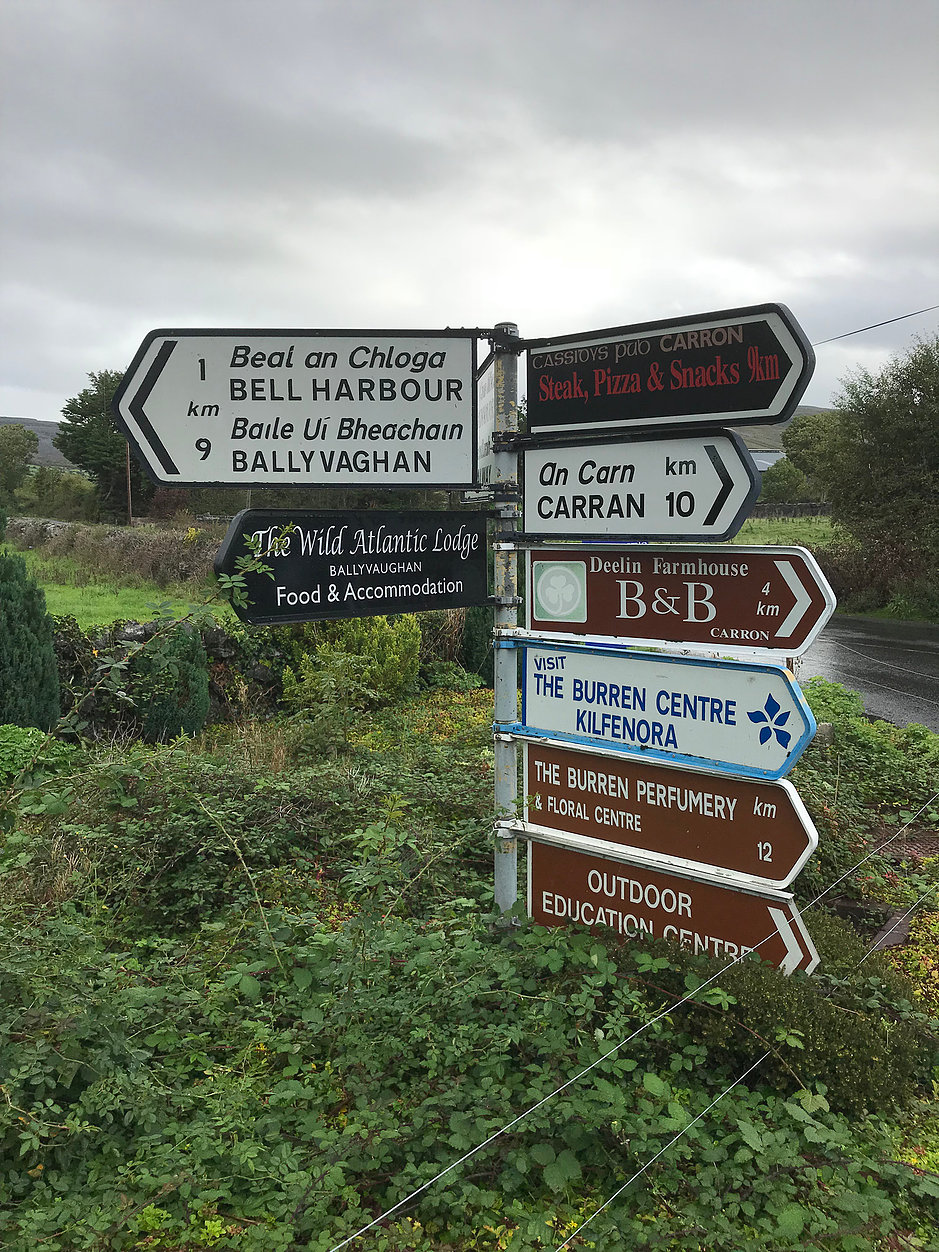 1 Beal an Chloga
BELL HARBOUR
km
9 Baile Uí Bheacháin
BALLYVAGHAN
The Wild Atlantic Lodge
BALLYVAUGHAN
Food & Accommodation
CASSIDYS PUB CARRON
Steak, Pizza & Snacks 9km
An Carn km
CARRAN 10
Deelin Farmhouse
B&B
4
km
CARRON
VISIT
THE BURREN CENTRE
KILFENORA
THE BURREN PERFUMERY km
& FLORAL CENTRE
12
OUTDOOR
EDUCATION CENTRE